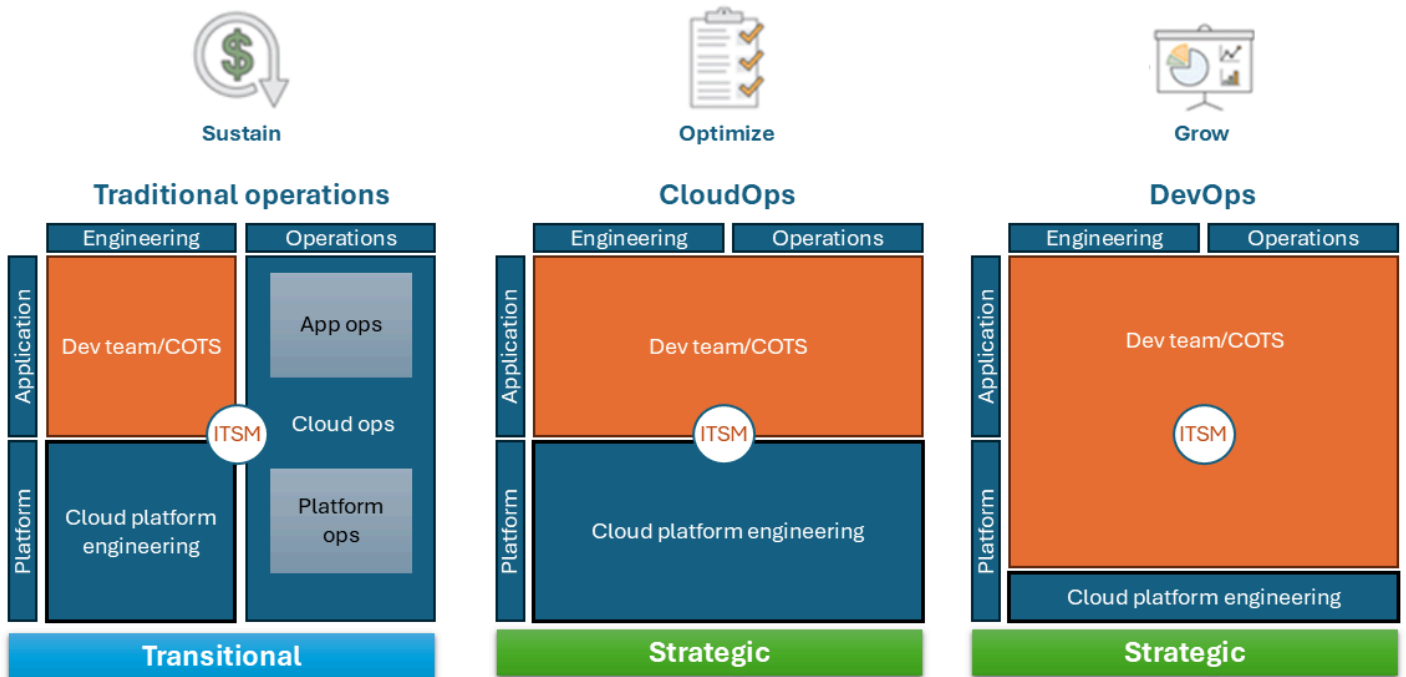 $
Sustain
Optimize
Grow
Traditional operations
Engineering
Operations
Application
Platform
Dev team/COTS
App ops
ITSM
Cloud ops
Cloud platform
engineering
Platform
ops
Transitional
CloudOps
Engineering
Operations
Application
Platform
Dev team/COTS
ITSM
Cloud platform engineering
Strategic
DevOps
Engineering
Operations
Application
Platform
Dev team/COTS
ITSM
Cloud platform engineering
Strategic